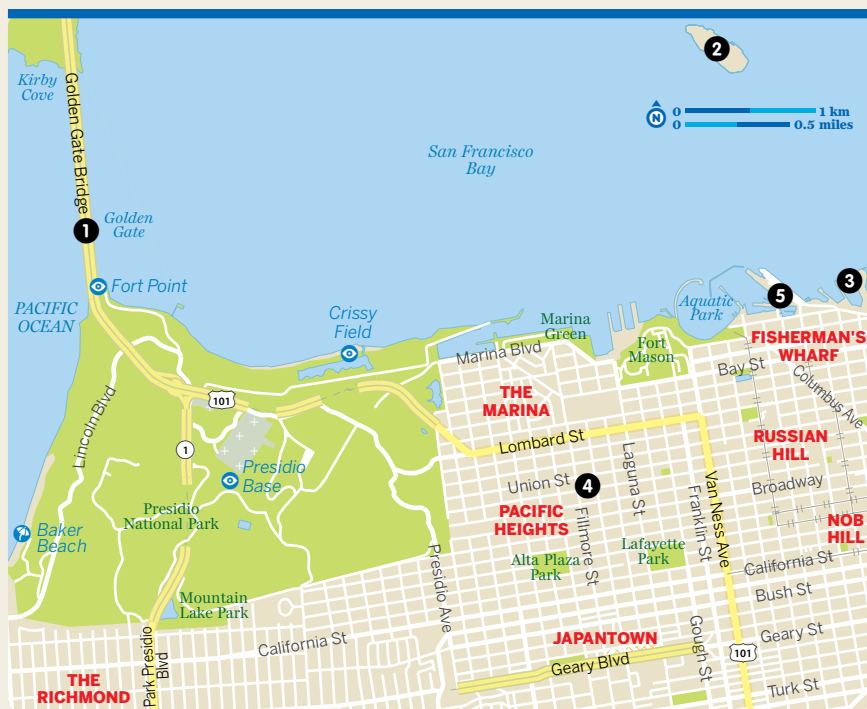 2
Kirby
Cove
Golden Gate Bridge
N
0 1 km
0 0.5 miles
San Francisco
Bay
1
Golden
Gate
Fort Point
PACIFIC
OCEAN
Crissy
Field
3
5
Aquatic
Park
Marina
Green
Fort
Mason
FISHERMAN'S
WHARF
Marina Blvd
Bay St
Columbus Ave
THE
MARINA
101
Lincoln Blvd
1
Lombard St
RUSSIAN
HILL
Presidio
Base
Union St
4
Laguna St
Van Ness Ave
Broadway
Presidio
National Park
PACIFIC
HEIGHTS
Fillmore St
Franklin St
NOB
HILL
Baker
Beach
Alta Plaza
Park
Lafayette
Park
California St
Presidio Ave
Bush St
Mountain
Lake Park
California St
JAPANTOWN
Gough St
Geary St
101
Geary Blvd
Park Presidio
Blvd
THE
RICHMOND
Turk St